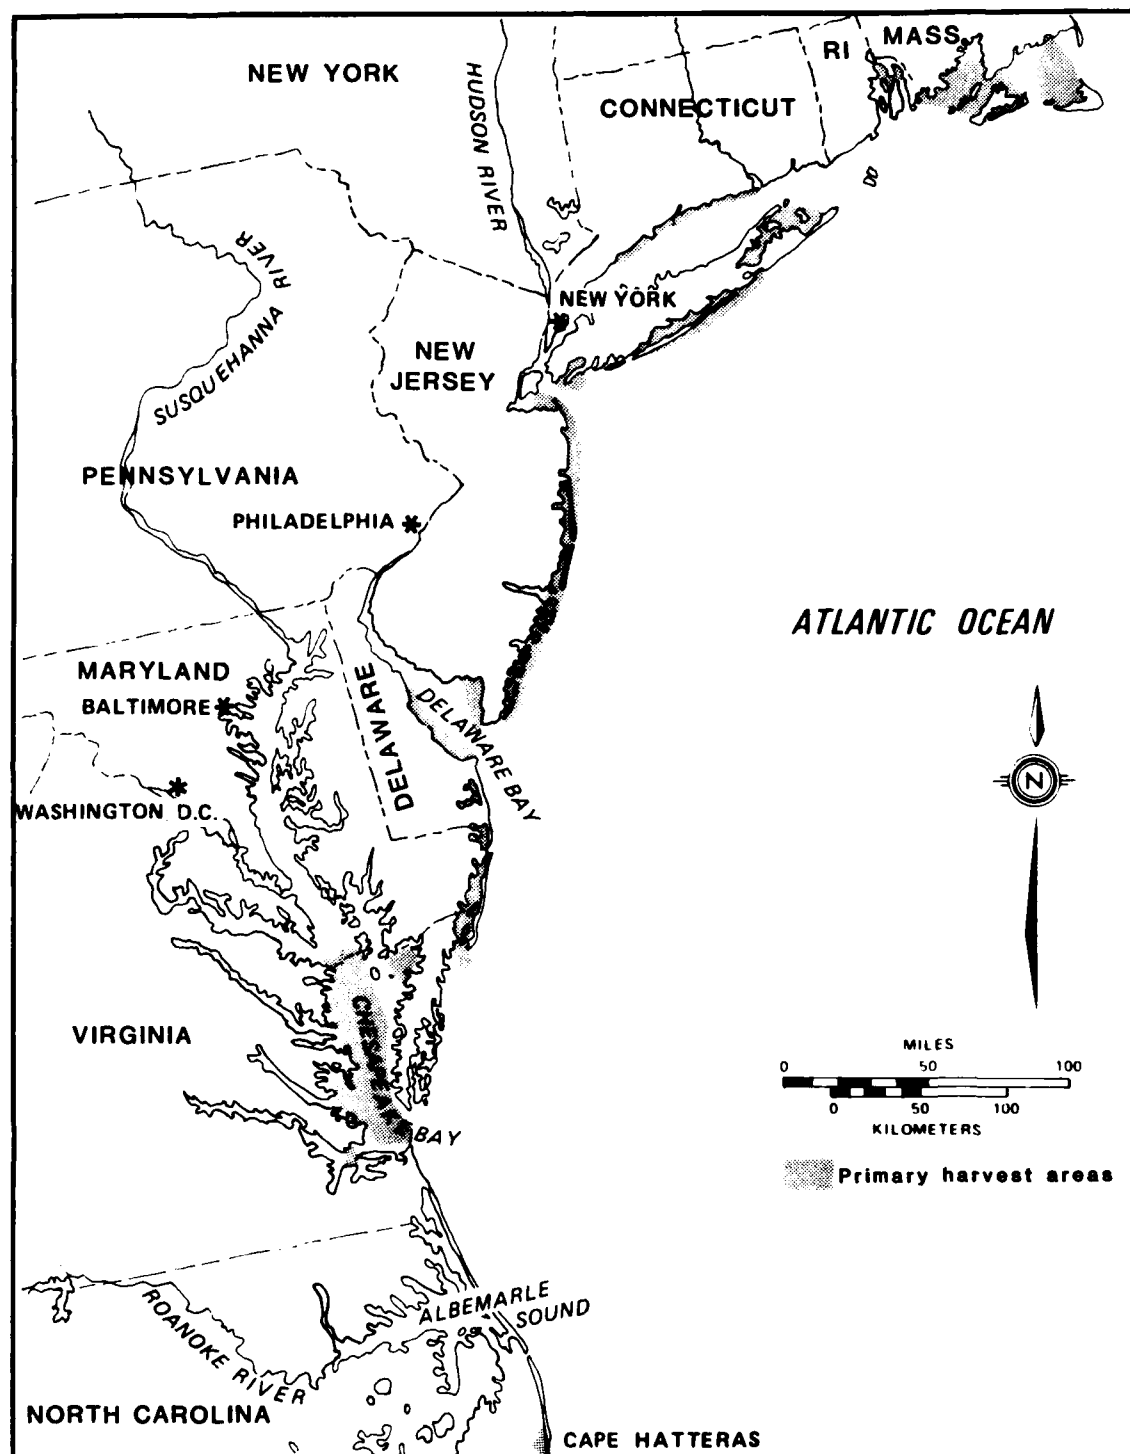 NEW YORK
HUDSON RIVER
RI
MASS.
CONNECTICUT
SUSQUEHANNA RIVER
NEW YORK
NEW
JERSEY
PENNSYLVANIA
PHILADELPHIA
ATLANTIC OCEAN
MARYLAND
BALTIMORE
DELAWARE
DELAWARE BAY
WASHINGTON D.C.
N
VIRGINIA
CHESAPEAKE
BAY
MILES
0 50 100
0 50 100
KILOMETERS
Primary harvest areas
ALBEMARLE
SOUND
ROANOKE RIVER
NORTH CAROLINA
CAPE HATTERAS